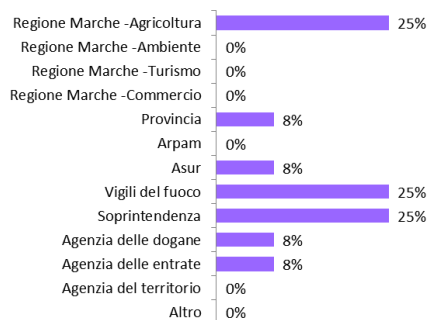 Regione Marche -Agricoltura 25%
Regione Marche -Ambiente 0%
Regione Marche -Turismo 0%
Regione Marche -Commercio 0%
Provincia 8%
Arpam 0%
Asur 8%
Vigili del fuoco 25%
Soprintendenza 25%
Agenzia delle dogane 8%
Agenzia delle entrate 8%
Agenzia del territorio 0%
Altro 0%